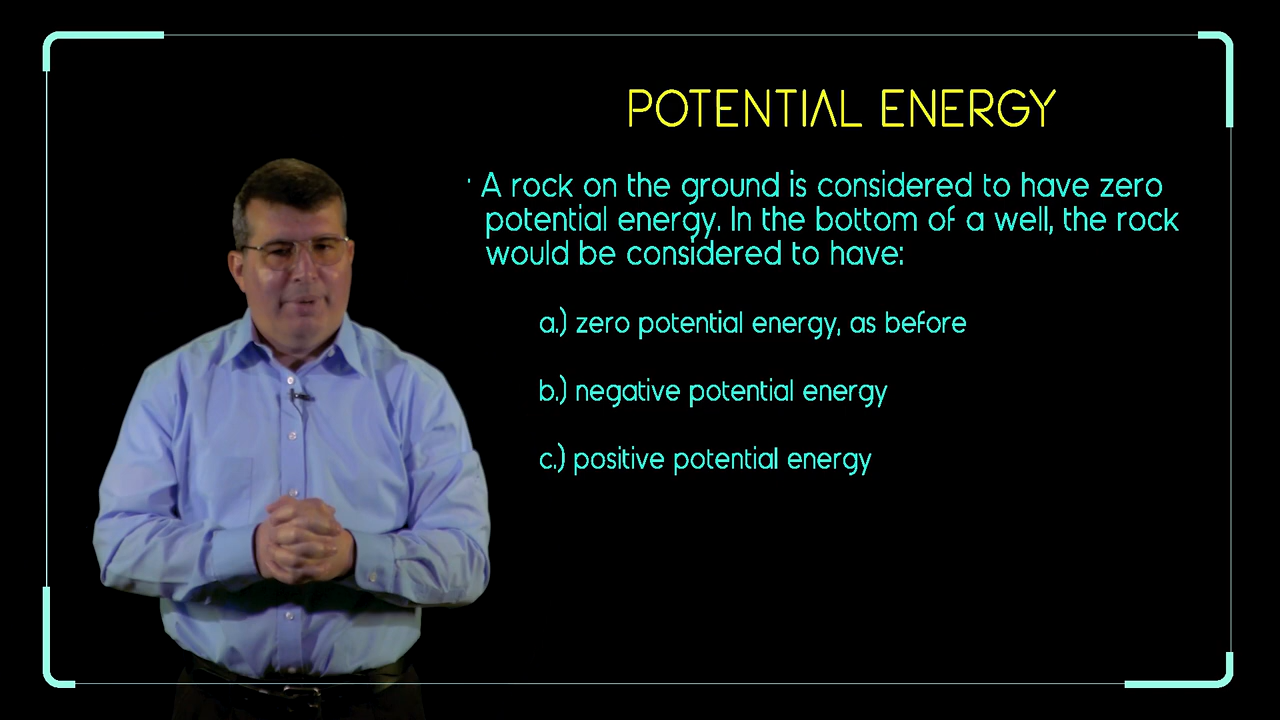 POTENTIAL ENERGY
· A rock on the ground is considered to have zero
potential energy. In the bottom of a well, the rock
would be considered to have:
a.) zero potential energy, as before
b.) negative potential energy
c.) positive potential energy